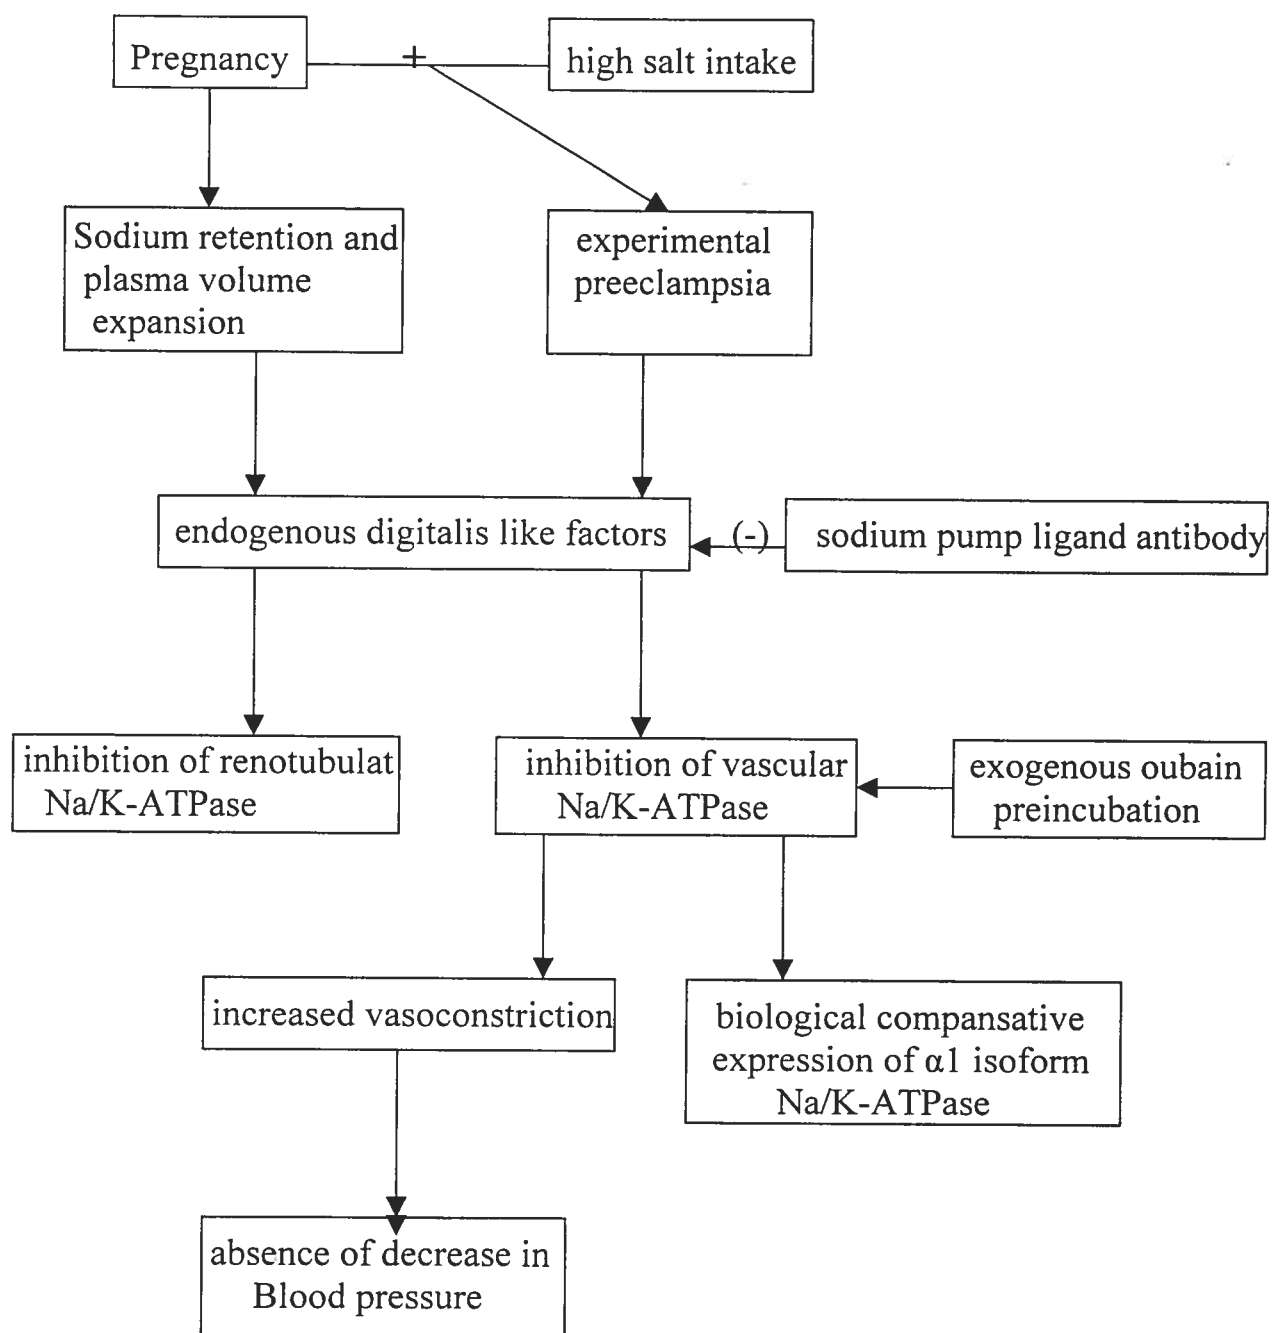 Pregnancy
+
high salt intake
Sodium retention and
plasma volume
expansion
experimental
preeclampsia
endogenous digitalis like factors
(-)
sodium pump ligand antibody
inhibition of renotubulat
Na/K-ATPase
inhibition of vascular
Na/K-ATPase
exogenous oubain
preincubation
increased vasoconstriction
biological compansative
expression of α1 isoform
Na/K-ATPase
absence of decrease in
Blood pressure